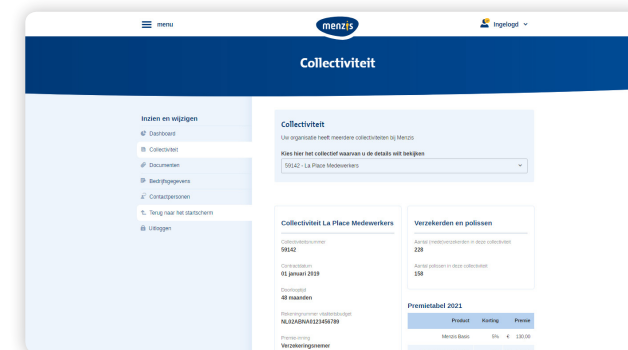 menu
menzis
Ingelogd
Collectiviteit
Inzien en wijzigen
Dashboard
Collectiviteit
Documenten
Bedrijfsgegevens
Contactpersonen
Terug naar het startscherm
Uitloggen
Collectiviteit
Uw organisatie heeft meerdere collectiviteiten bij Menzis
Kies hier het collectief waarvan u de details wilt bekijken
59142 - La Place Medewerkers
Collectiviteit La Place Medewerkers
Collectiviteitsnummer
59142
Contractdatum
01 januari 2019
Doorlooptijd
48 maanden
Rekeningnummer vitaliteitsbudget
NL02ABNA0123456789
Premie-inning
Verzekeringsnemer
Verzekerden en polissen
Aantal (mede)verzekerden in deze collectiviteit
228
Aantal polissen in deze collectiviteit
158
Premietabel 2021
Product Korting Premie
Menzis Basis 5% € 130,00